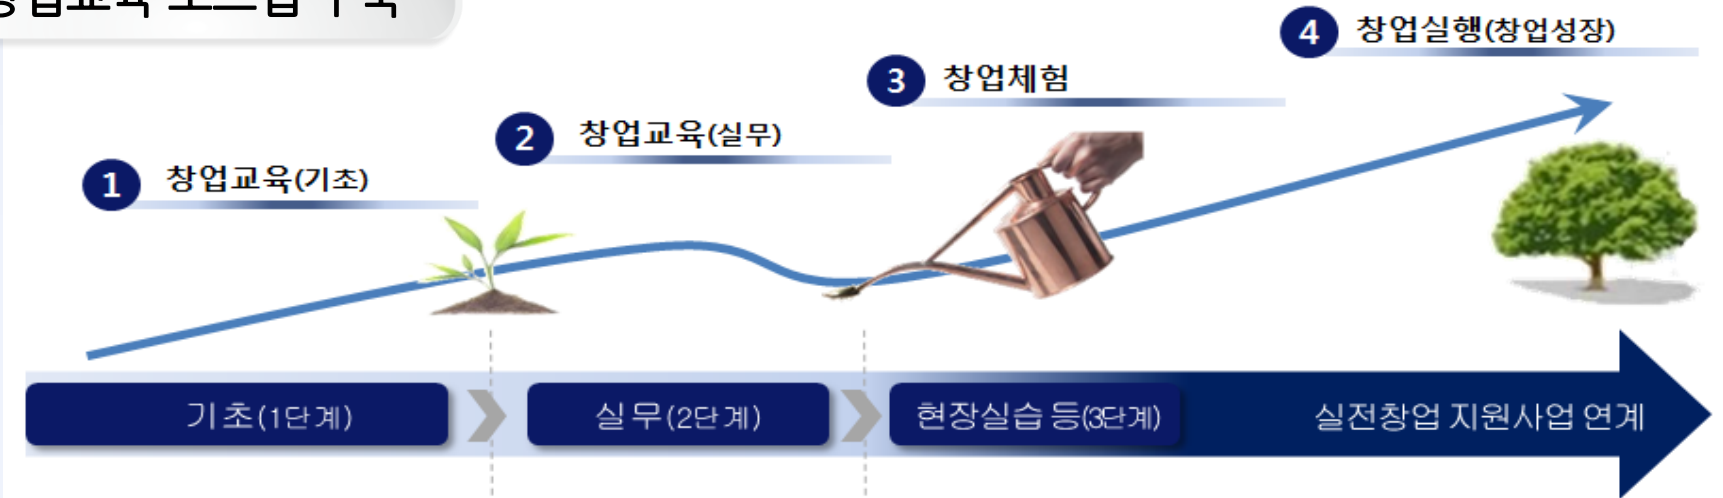 1 창업교육(기초)
2 창업교육(실무)
3 창업체험
4 창업실행(창업성장)
기초(1단계)
실무(2단계)
현장실습 등(3단계)
실전창업 지원사업 연계